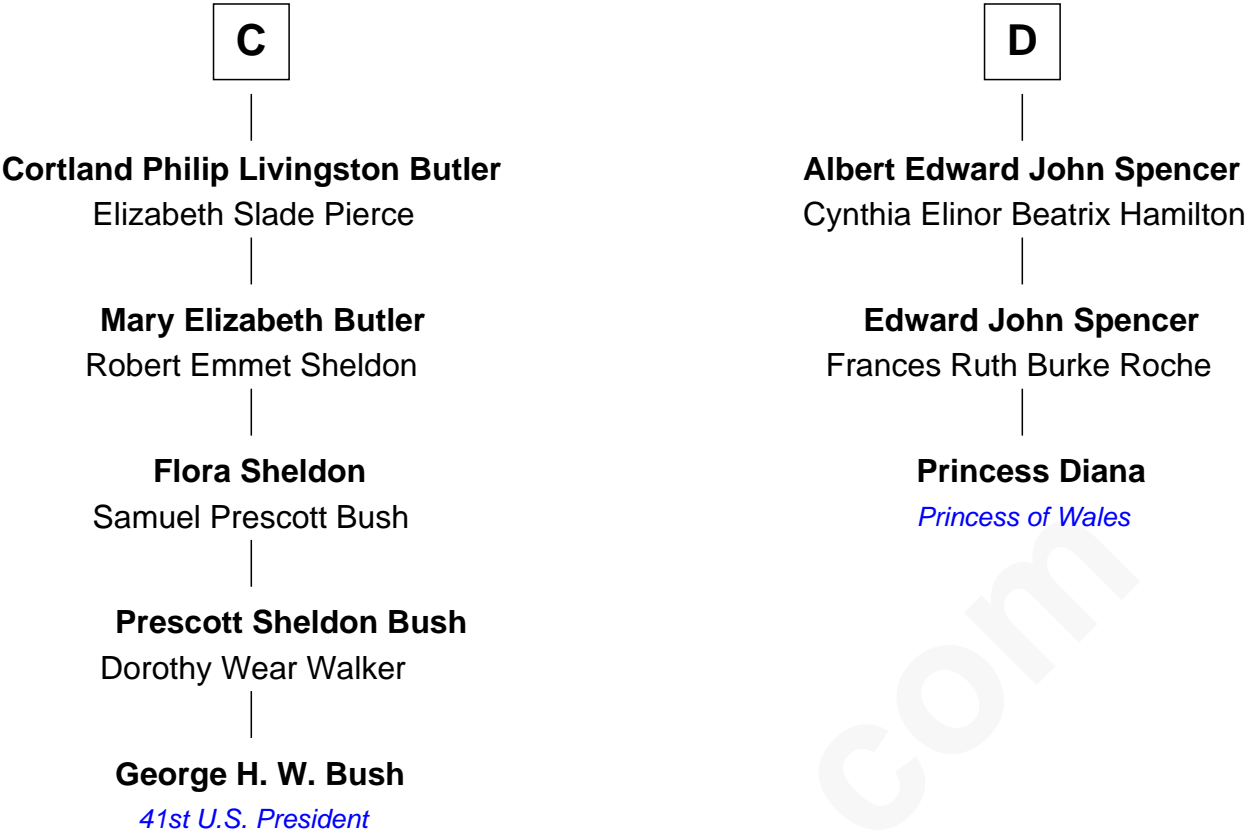 C
Cortland Philip Livingston Butler
Elizabeth Slade Pierce
Mary Elizabeth Butler
Robert Emmet Sheldon
Flora Sheldon
Samuel Prescott Bush
Prescott Sheldon Bush
Dorothy Wear Walker
George H. W. Bush
41st U.S. President
D
Albert Edward John Spencer
Cynthia Elinor Beatrix Hamilton
Edward John Spencer
Frances Ruth Burke Roche
Princess Diana
Princess of Wales
com